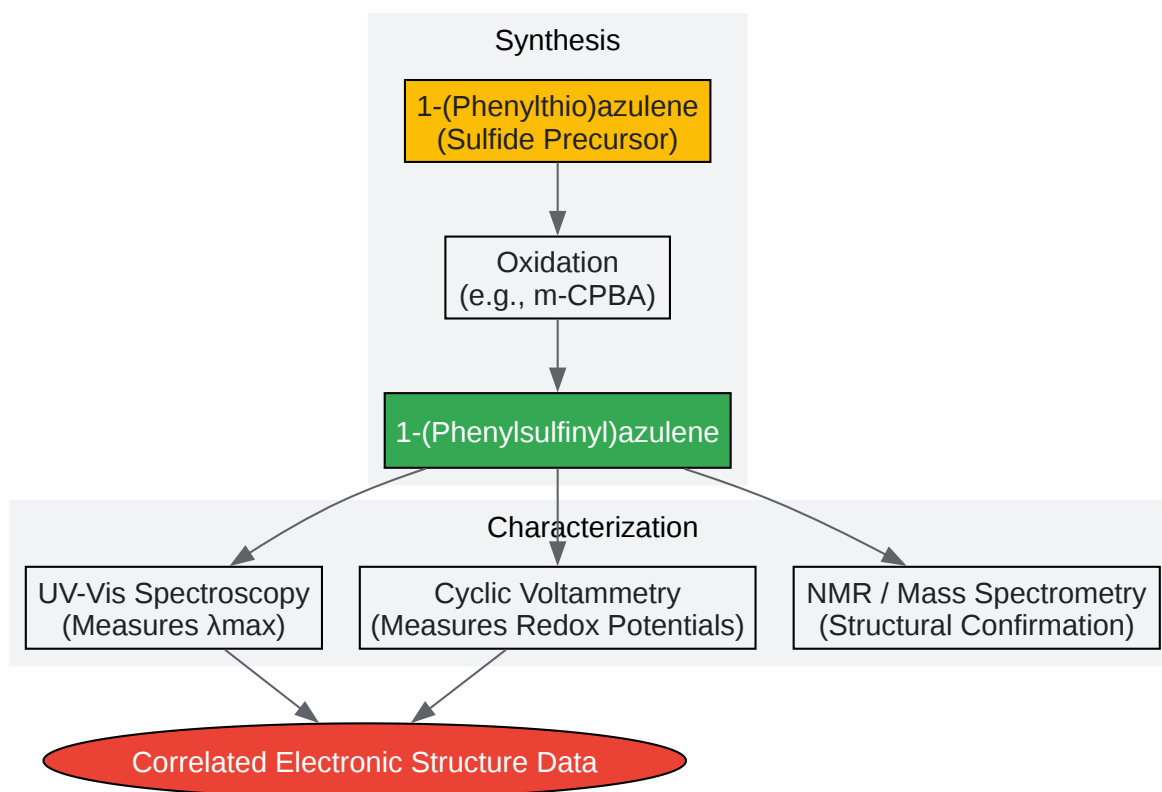 Synthesis
1-(Phenylthio)azulene
(Sulfide Precursor)
Oxidation
(e.g., m-CPBA)
1-(Phenylsulfinyl)azulene
Characterization
UV-Vis Spectroscopy
(Measures λmax)
Cyclic Voltammetry
(Measures Redox Potentials)
NMR / Mass Spectrometry
(Structural Confirmation)
Correlated Electronic Structure Data